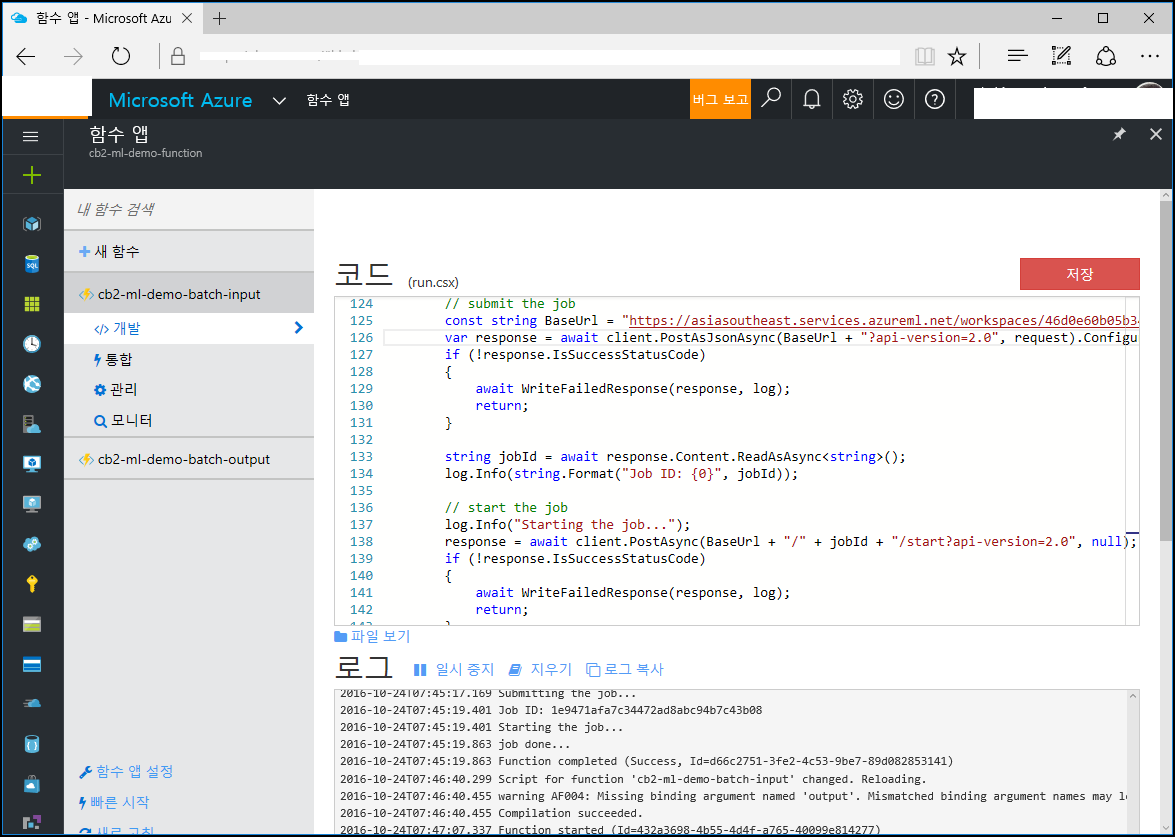 함수 앱 - Microsoft Azu
Microsoft Azure 함수 앱 버그 보고
함수 앱
cb2-ml-demo-function
내 함수 검색
새 함수
cb2-ml-demo-batch-input
</> 개발
통합
관리
모니터
cb2-ml-demo-batch-output
함수 앱 설정
빠른 시작
새로 고침
코드 (run.csx)
저장
124 // submit the job
125 const string BaseUrl = "https://asiasoutheast.services.azureml.net/workspaces/46d0e60b05b34
126 var response = await client.PostAsJsonAsync(BaseUrl + "?api-version=2.0", request).Configu
127 if (!response.IsSuccessStatusCode)
128 {
129 await WriteFailedResponse(response, log);
130 return;
131 }
132
133 string jobId = await response.Content.ReadAsAsync<string>();
134 log.Info(string.Format("Job ID: {0}", jobId));
135
136 // start the job
137 log.Info("Starting the job...");
138 response = await client.PostAsync(BaseUrl + "/" + jobId + "/start?api-version=2.0", null);
139 if (!response.IsSuccessStatusCode)
140 {
141 await WriteFailedResponse(response, log);
142 return;
143 }
파일 보기
로그 일시 중지 지우기 로그 복사
2016-10-24T07:45:17.169 Submitting the job...
2016-10-24T07:45:19.401 Job ID: 1e9471afa7c34472ad8abc94b7c43b08
2016-10-24T07:45:19.401 Starting the job...
2016-10-24T07:45:19.863 job done...
2016-10-24T07:45:19.863 Function completed (Success, Id=d66c2751-3fe2-4c53-9be7-89d082853141)
2016-10-24T07:46:40.299 Script for function 'cb2-ml-demo-batch-input' changed. Reloading.
2016-10-24T07:46:40.455 warning AF004: Missing binding argument named 'output'. Mismatched binding argument names may le
2016-10-24T07:46:40.455 Compilation succeeded.
2016-10-24T07:47:07.337 Function started (Id=432a3698-4b55-4d4f-a765-40099e814277)